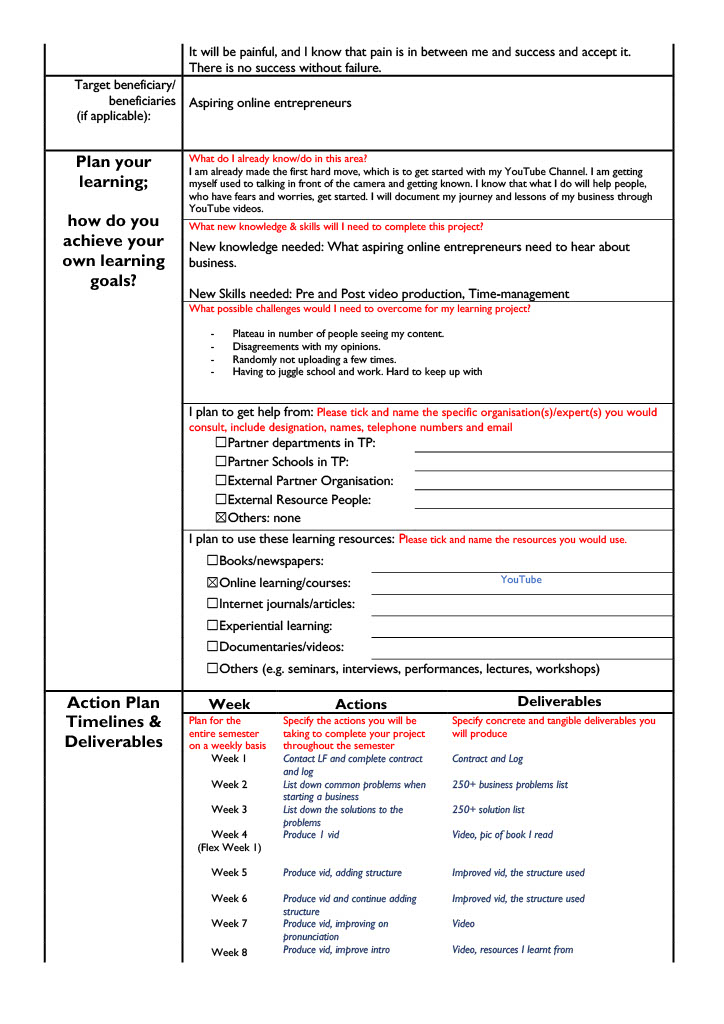 It will be painful, and I know that pain is in between me and success and accept it.
There is no success without failure.
Target beneficiary/
beneficiaries
(if applicable):
Aspiring online entrepreneurs
Plan your
learning;
how do you
achieve your
own learning
goals?
What do I already know/do in this area?
I am already made the first hard move, which is to get started with my YouTube Channel. I am getting
myself used to talking in front of the camera and getting known. I know that what I do will help people,
who have fears and worries, get started. I will document my journey and lessons of my business through
YouTube videos.
What new knowledge & skills will I need to complete this project?
New knowledge needed: What aspiring online entrepreneurs need to hear about
business.
New Skills needed: Pre and Post video production, Time-management
What possible challenges would I need to overcome for my learning project?
- Plateau in number of people seeing my content.
- Disagreements with my opinions.
- Randomly not uploading a few times.
- Having to juggle school and work. Hard to keep up with
I plan to get help from: Please tick and name the specific organisation(s)/expert(s) you would
consult, include designation, names, telephone numbers and email
☐Partner departments in TP:
☐Partner Schools in TP:
☐External Partner Organisation:
☐External Resource People:
☒Others: none
I plan to use these learning resources: Please tick and name the resources you would use.
☐Books/newspapers:
☒Online learning/courses: YouTube
☐Internet journals/articles:
☐Experiential learning:
☐Documentaries/videos:
☐Others (e.g. seminars, interviews, performances, lectures, workshops)
Action Plan
Timelines &
Deliverables
Week Actions Deliverables
Plan for the Specify the actions you will be Specify concrete and tangible deliverables you
entire semester taking to complete your project will produce
on a weekly basis throughout the semester
Week 1 Contact LF and complete contract Contract and Log
and log
Week 2 List down common problems when 250+ business problems list
starting a business
Week 3 List down the solutions to the 250+ solution list
problems
Week 4 Produce 1 vid Video, pic of book I read
(Flex Week 1)
Week 5 Produce vid, adding structure Improved vid, the structure used
Week 6 Produce vid and continue adding Improved vid, the structure used
structure
Week 7 Produce vid, improving on Video
pronunciation
Week 8 Produce vid, improve intro Video, resources I learnt from